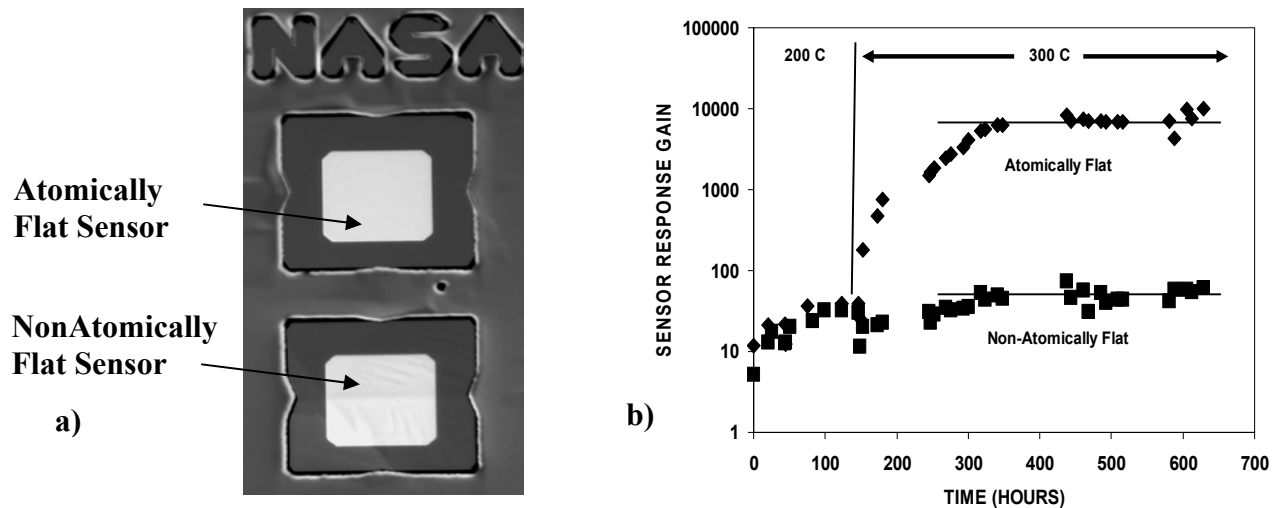 NASA
Atomically
Flat Sensor
NonAtomically
Flat Sensor
a)
b)
SENSOR RESPONSE GAIN
100000
10000
1000
100
10
1
200 C
300 C
Atomically Flat
Non-Atomically Flat
0 100 200 300 400 500 600 700
TIME (HOURS)